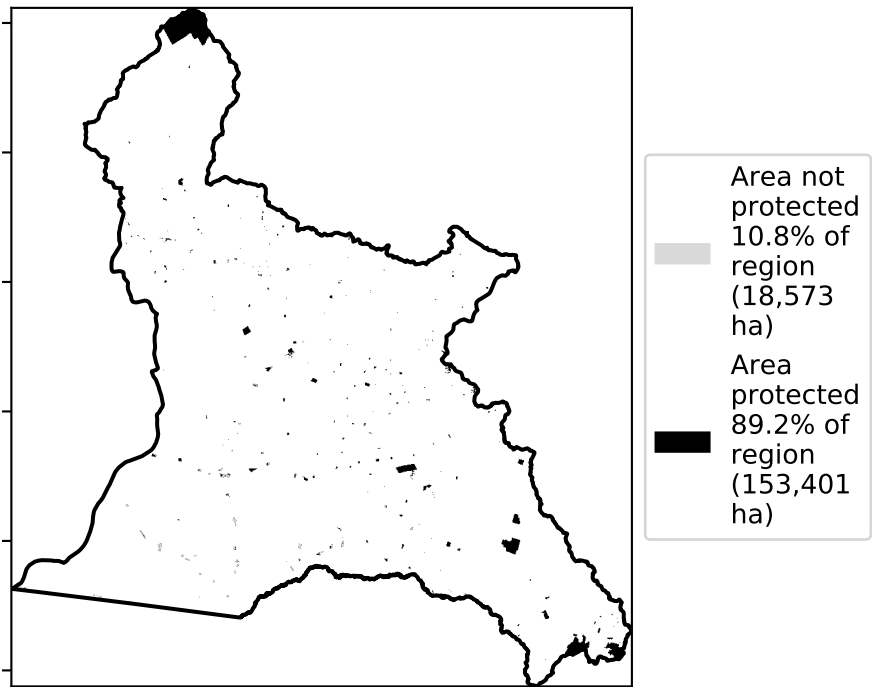 Area not
protected
10.8% of
region
(18,573
ha)
Area
protected
89.2% of
region
(153,401
ha)